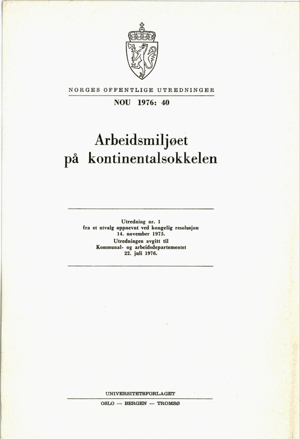 NORGES OFFENTLIGE UTREDNINGER
NOU 1976: 40
Arbeidsmiljøet
på kontinentalsokkelen
Utredning nr. 1
fra et utvalg oppnevnt ved kongelig resolusjon
14. november 1975.
Utredningen avgitt til
Kommunal- og arbeidsdepartementet
22. juli 1976.
UNIVERSITETSFORLAGET
OSLO — BERGEN — TROMSØ